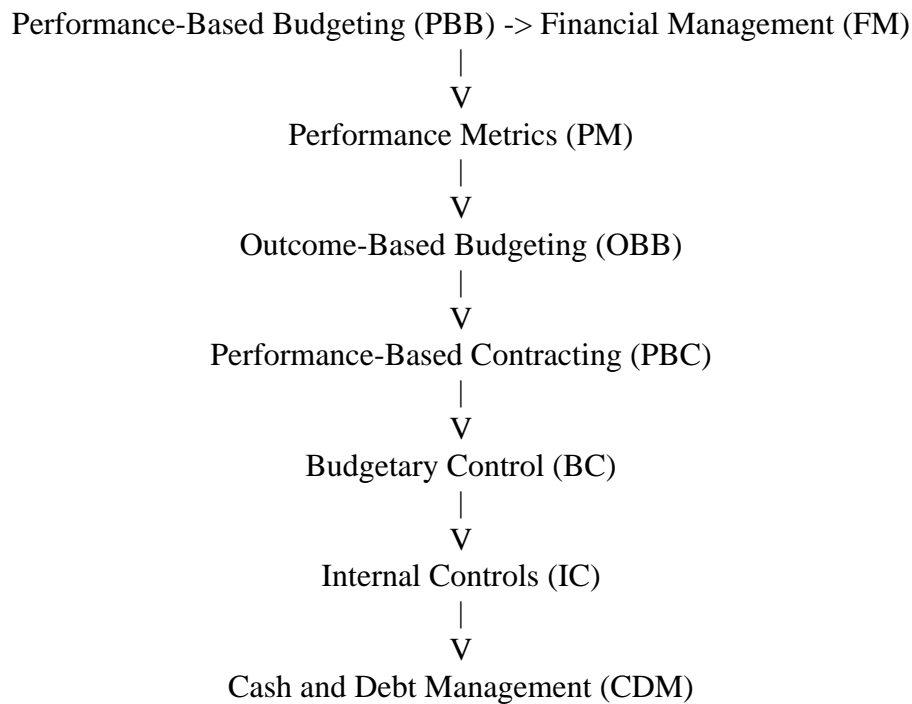 Performance-Based Budgeting (PBB) -> Financial Management (FM)
|
V
Performance Metrics (PM)
|
V
Outcome-Based Budgeting (OBB)
|
V
Performance-Based Contracting (PBC)
|
V
Budgetary Control (BC)
|
V
Internal Controls (IC)
|
V
Cash and Debt Management (CDM)